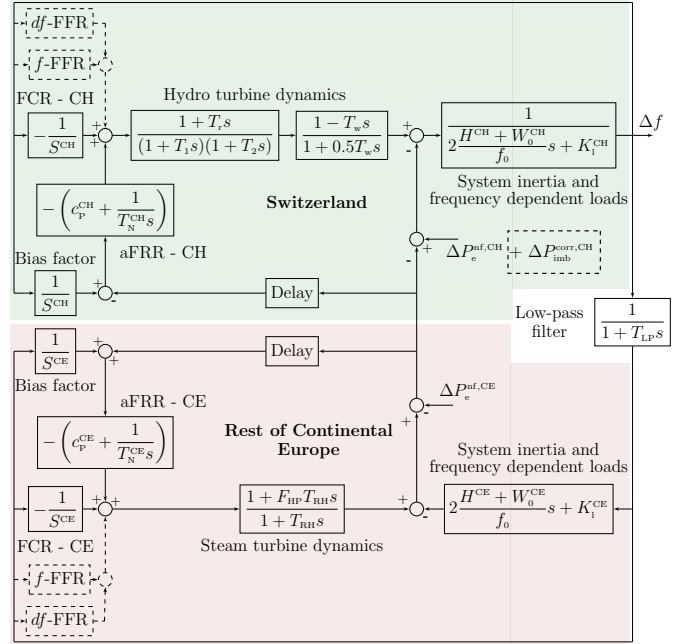 df-FFR
f-FFR
FCR - CH
−1/S^CH
+
+
Hydro turbine dynamics
(1 + T_r s)/((1 + T_1 s)(1 + T_2 s))
(1 − T_w s)/(1 + 0.5T_w s)
+
-
1/(2 (H^CH + W_0^CH)/f_0 s + K_l^CH)
Δf
System inertia and
frequency dependent loads
−(c_P^CH + 1/(T_N^CH s))
Switzerland
aFRR - CH
-
+
ΔP_e^nf,CH + ΔP_imb^corr,CH
Bias factor
1/S^CH
+
-
Delay
Low-pass
filter
1/(1 + T_LP s)
1/S^CE
+
+
Delay
Bias factor
aFRR - CE
ΔP_e^nf,CE
+
-
−(c_P^CE + 1/(T_N^CE s))
Rest of Continental
Europe
System inertia and
frequency dependent loads
−1/S^CE
+
+
+
(1 + F_HP T_RH s)/(1 + T_RH s)
+
-
2 (H^CE + W_0^CE)/f_0 s + K_l^CE
FCR - CE
Steam turbine dynamics
f-FFR
df-FFR